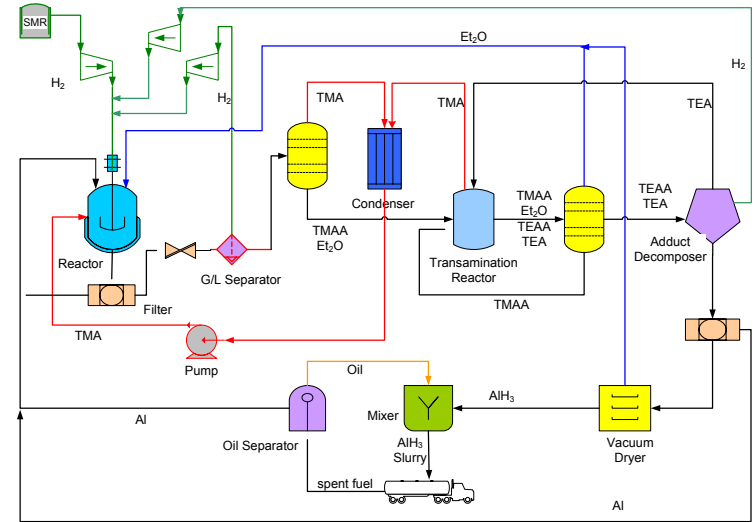 SMR
Et₂O
H₂
H₂
H₂
TMA
TMA
TEA
Condenser
TMAA
Et₂O
TMAA
Et₂O
TEAA
TEA
TEAA
TEA
Reactor
G/L Separator
Transamination
Reactor
Adduct
Decomposer
Filter
TMAA
TMA
Pump
Oil
Mixer
AlH₃
Al
Oil Separator
AlH₃
Slurry
Vacuum
Dryer
spent fuel
Al